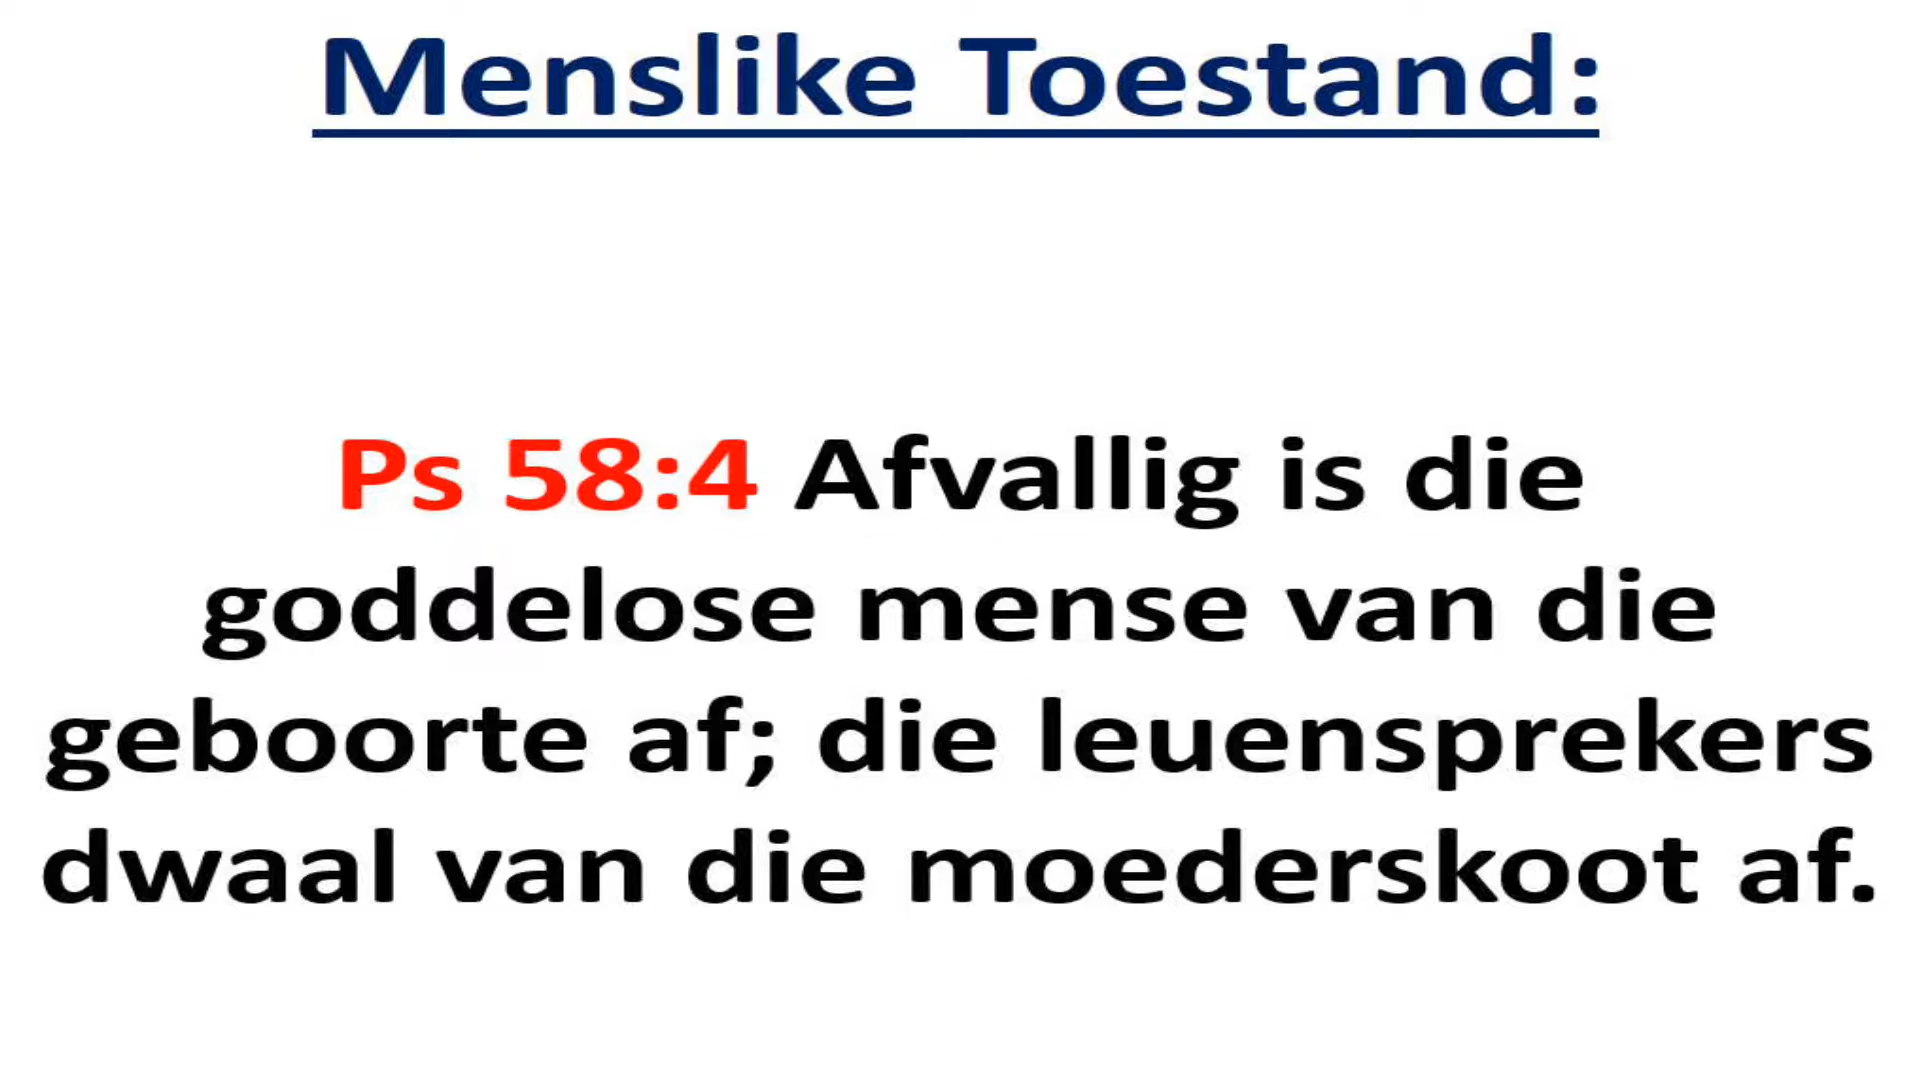 Menslike Toestand:
Ps 58:4 Afvallig is die
goddelose mense van die
geboorte af; die leuensprekers
dwaal van die moederskoot af.